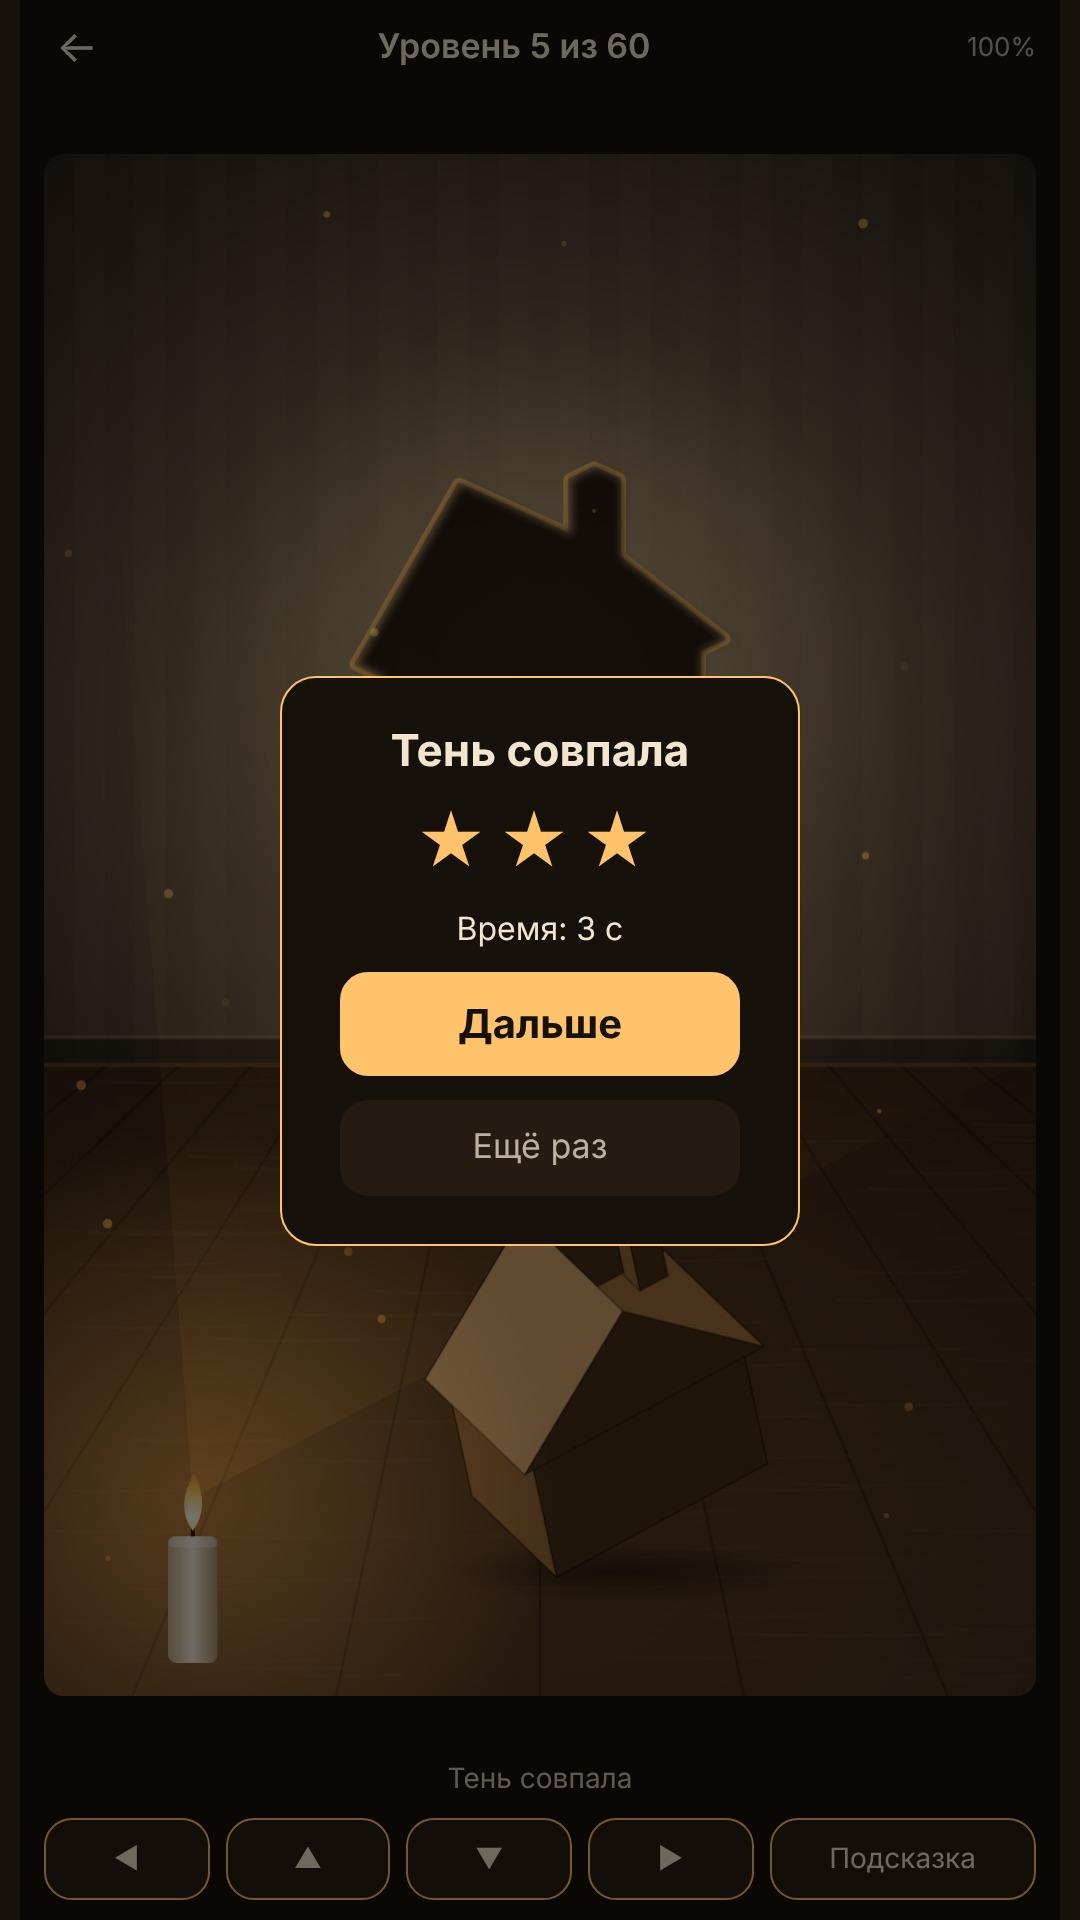 Уровень 5 из 60
100%
Тень совпала
Время: 3 с
Дальше
Ещё раз
Тень совпала
Подсказка